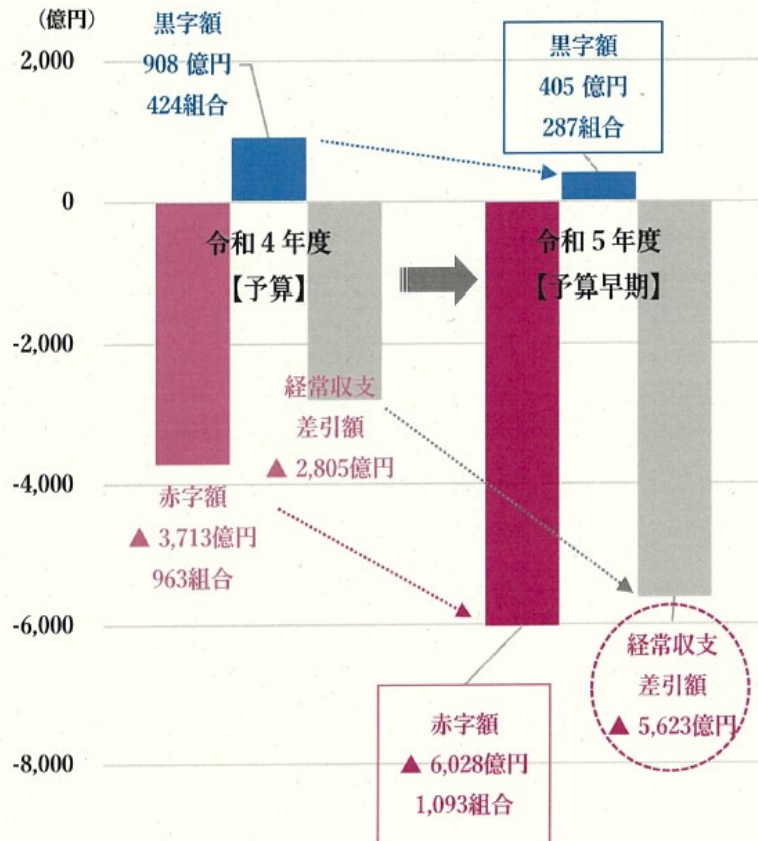 (億円)
2,000
0
-2,000
-4,000
-6,000
-8,000
黒字額
908 億円
424組合
令和４年度
【予算】
経常収支
差引額
▲ 2,805億円
赤字額
▲ 3,713億円
963組合
黒字額
405 億円
287組合
令和５年度
【予算早期】
経常収支
差引額
▲ 5,623億円
赤字額
▲ 6,028億円
1,093組合